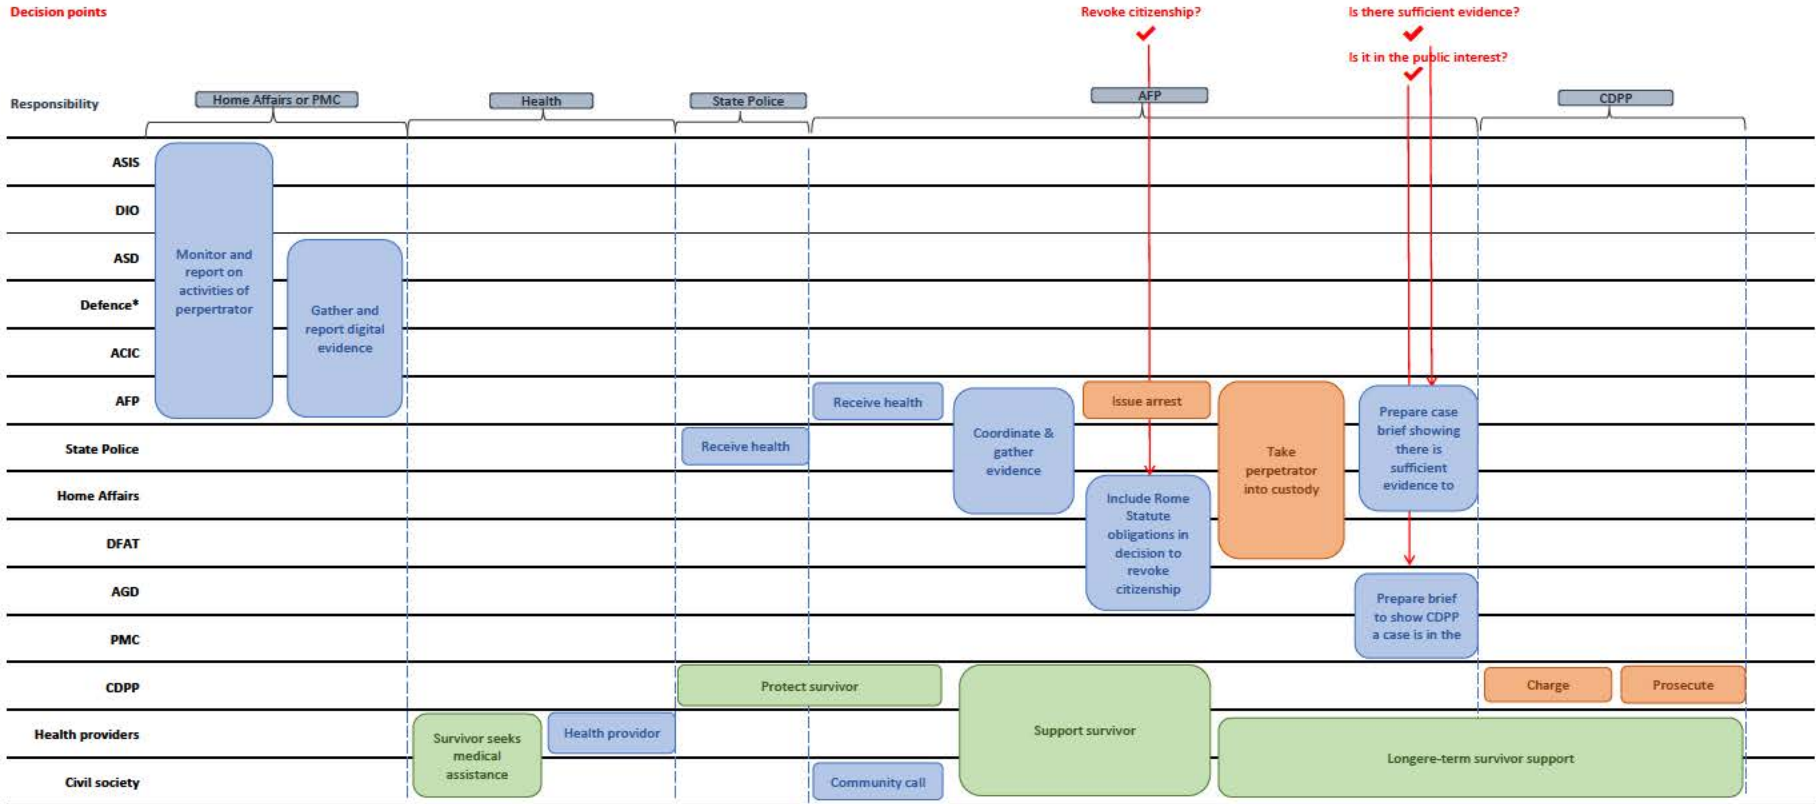 Decision points
Revoke citizenship?
Is there sufficient evidence?
Is it in the public interest?
Responsibility
Home Affairs or PMC
Health
State Police
AFP
CDPP
ASIS
DIO
ASD
Defence*
ACIC
AFP
State Police
Home Affairs
DFAT
AGD
PMC
CDPP
Health providers
Civil society
Monitor and
report on
activities of
perpertrator
Gather and
report digital
evidence
Survivor seeks
medical
assistance
Health providor
Receive health
Protect survivor
Receive health
Community call
Coordinate &
gather
evidence
Support survivor
Issue arrest
Include Rome
Statute
obligations in
decision to
revoke
citizenship
Take
perpetrator
into custody
Prepare case
brief showing
there is
sufficient
evidence to
Prepare brief
to show CDPP
a case is in the
Charge
Prosecute
Longere-term survivor support